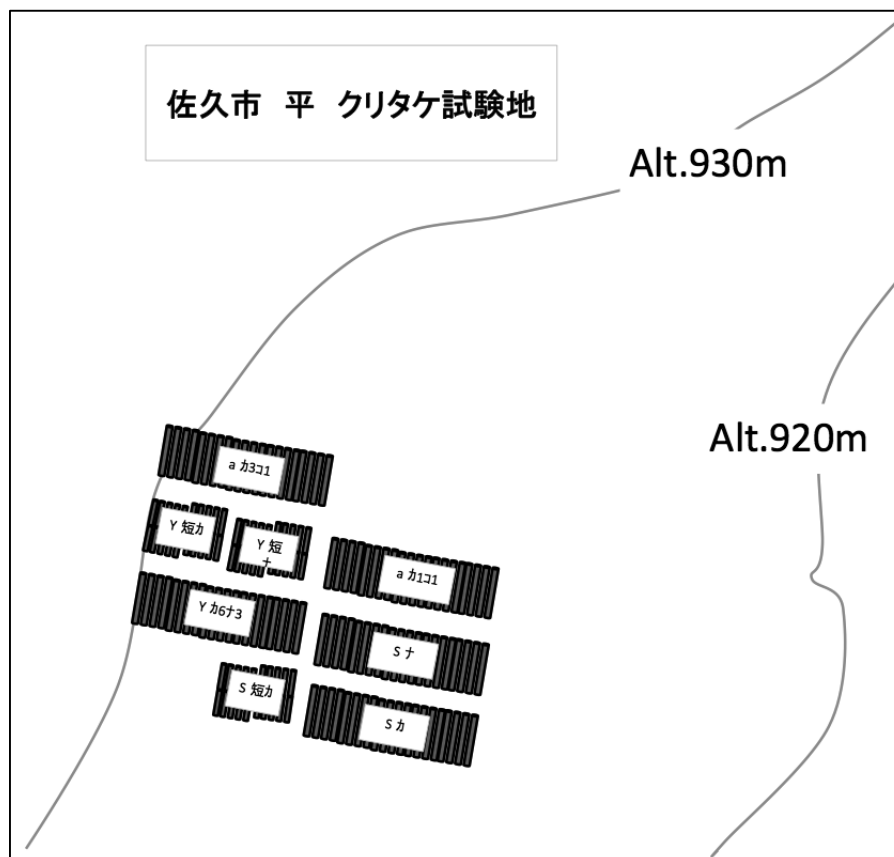 佐久市　平　クリタケ試験地
Alt.930m
Alt.920m
a カ3コ1
Y 短カ
Y 短
ナ
a カ1コ1
Y カ6ナ3
S ナ
S 短カ
S カ